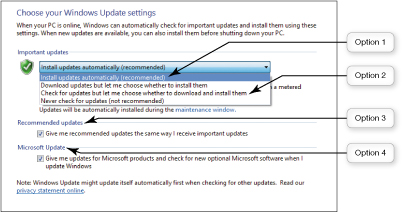 Choose your Windows Update settings
When your PC is online, Windows can automatically check for important updates and install them using these
settings. When new updates are available, you can also install them before shutting down your PC.
Option 1
Important updates
Install updates automatically (recommended)
Install updates automatically (recommended)
Option 2
Download updates but let me choose whether to install them
n a metered
Check for updates but let me choose whether to download and install them
Never check for updates (not recommended)
Updates will be automatically installed during the maintenance window.
Option 3
Recommended updates
Give me recommended updates the same way I receive important updates
Microsoft Update
Option 4
Give me updates for Microsoft products and check for new optional Microsoft software when I
update Windows
Note: Windows Update might update itself automatically first when checking for other updates. Read our
privacy statement online.